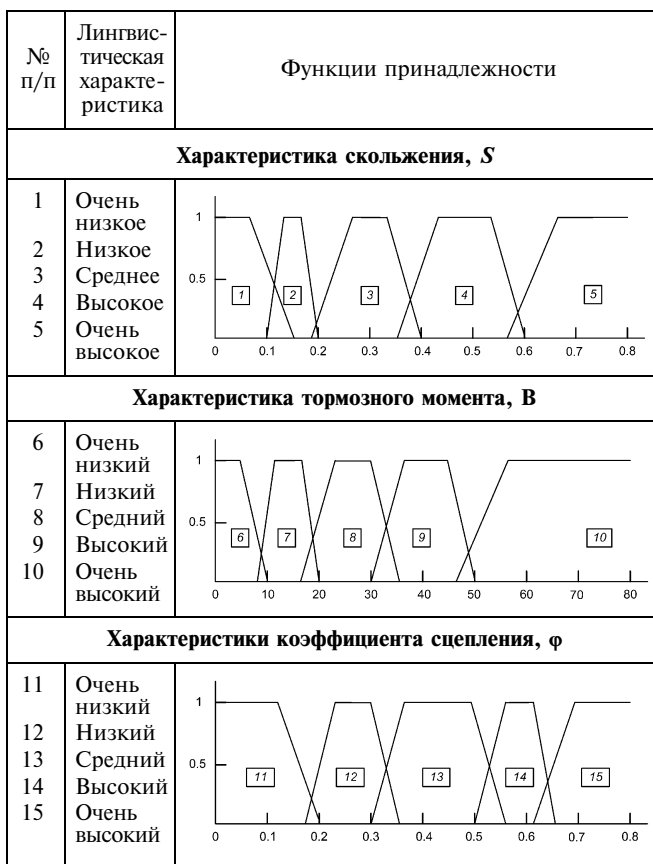 № п/п
Лингвис-
тическая
характе-
ристика
Функции принадлежности
Характеристика скольжения, S
1 Очень
низкое
2 Низкое
3 Среднее
4 Высокое
5 Очень
высокое
1
0.5
1 2 3 4 5
0 0.1 0.2 0.3 0.4 0.5 0.6 0.7 0.8
Характеристика тормозного момента, В
6 Очень
низкий
7 Низкий
8 Средний
9 Высокий
10 Очень
высокий
1
0.5
6 7 8 9 10
0 10 20 30 40 50 60 70 80
Характеристики коэффициента сцепления, φ
11 Очень
низкий
12 Низкий
13 Средний
14 Высокий
15 Очень
высокий
1
0.5
11 12 13 14 15
0 0.1 0.2 0.3 0.4 0.5 0.6 0.7 0.8